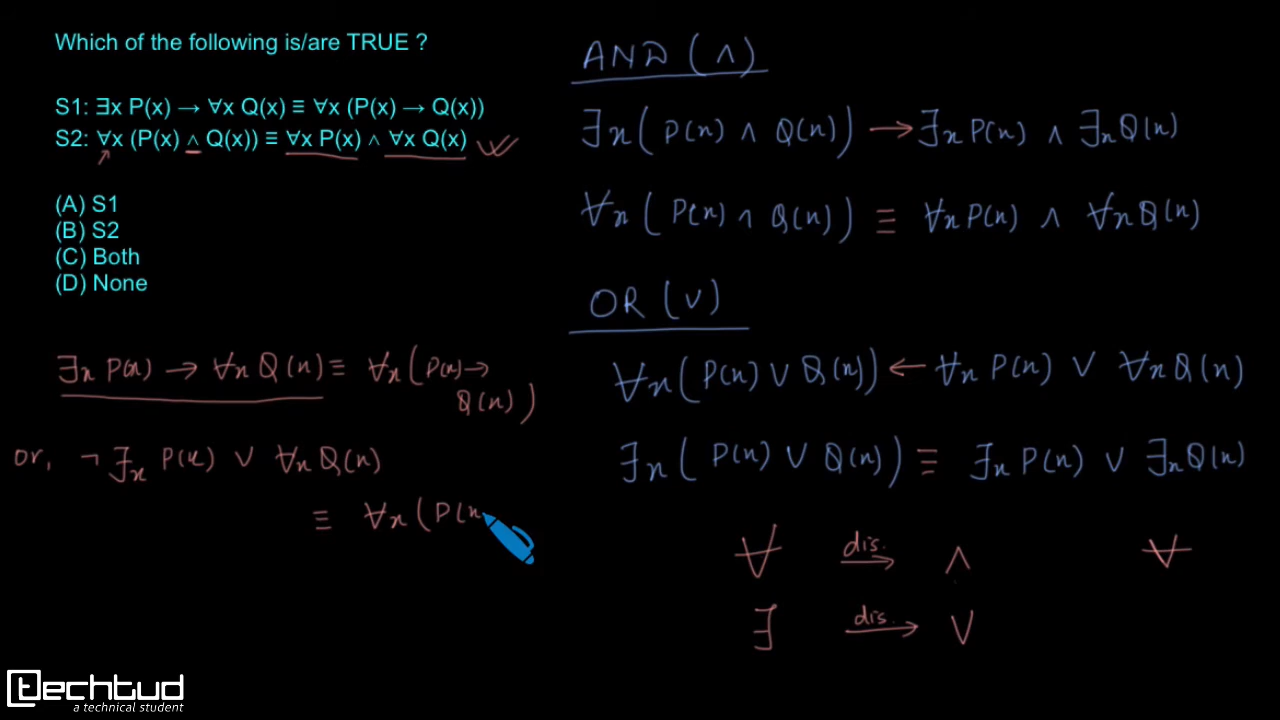 Which of the following is/are TRUE ?
S1: ∃x P(x) → ∀x Q(x) ≡ ∀x (P(x) → Q(x))
S2: ∀x (P(x) ∧ Q(x)) ≡ ∀x P(x) ∧ ∀x Q(x)
(A) S1
(B) S2
(C) Both
(D) None
∃x P(x) → ∀x Q(x) ≡ ∀x (P(x) →
Q(x))
or, ¬ ∃x P(x) ∨ ∀x Q(x)
≡ ∀x (P(x
AND (∧)
∃x (P(x) ∧ Q(x)) → ∃x P(x) ∧ ∃x Q(x)
∀x (P(x) ∧ Q(x)) ≡ ∀x P(x) ∧ ∀x Q(x)
OR (∨)
∀x (P(x) ∨ Q(x)) ← ∀x P(x) ∨ ∀x Q(x)
∃x (P(x) ∨ Q(x)) ≡ ∃x P(x) ∨ ∃x Q(x)
∀ dis. → ∧ ∀
∃ dis. → ∨
techtud
a technical student